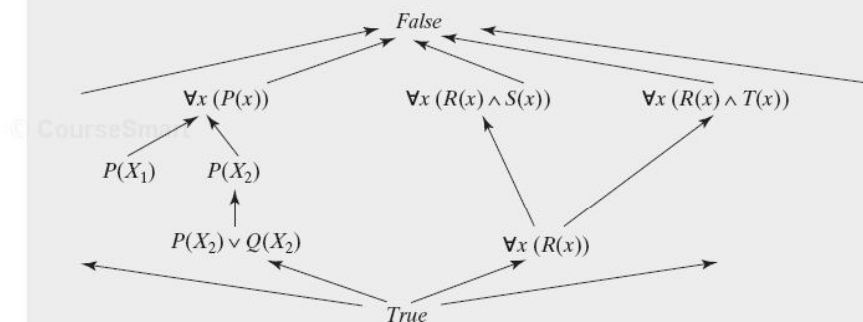 False
∀x (P(x)) ∀x (R(x) ∧ S(x)) ∀x (R(x) ∧ T(x))
© CourseSmart
P(X₁) P(X₂)
P(X₂) ∨ Q(X₂) ∀x (R(x))
True